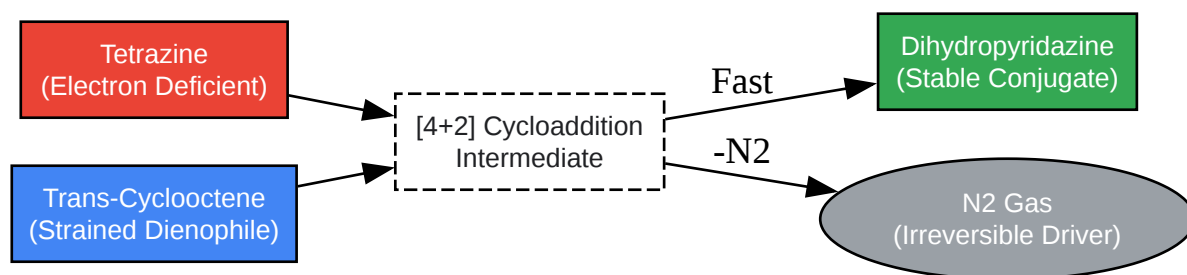 Tetrazine
(Electron Deficient)
Trans-Cyclooctene
(Strained Dienophile)
[4+2] Cycloaddition
Intermediate
Fast
-N2
Dihydropyridazine
(Stable Conjugate)
N2 Gas
(Irreversible Driver)